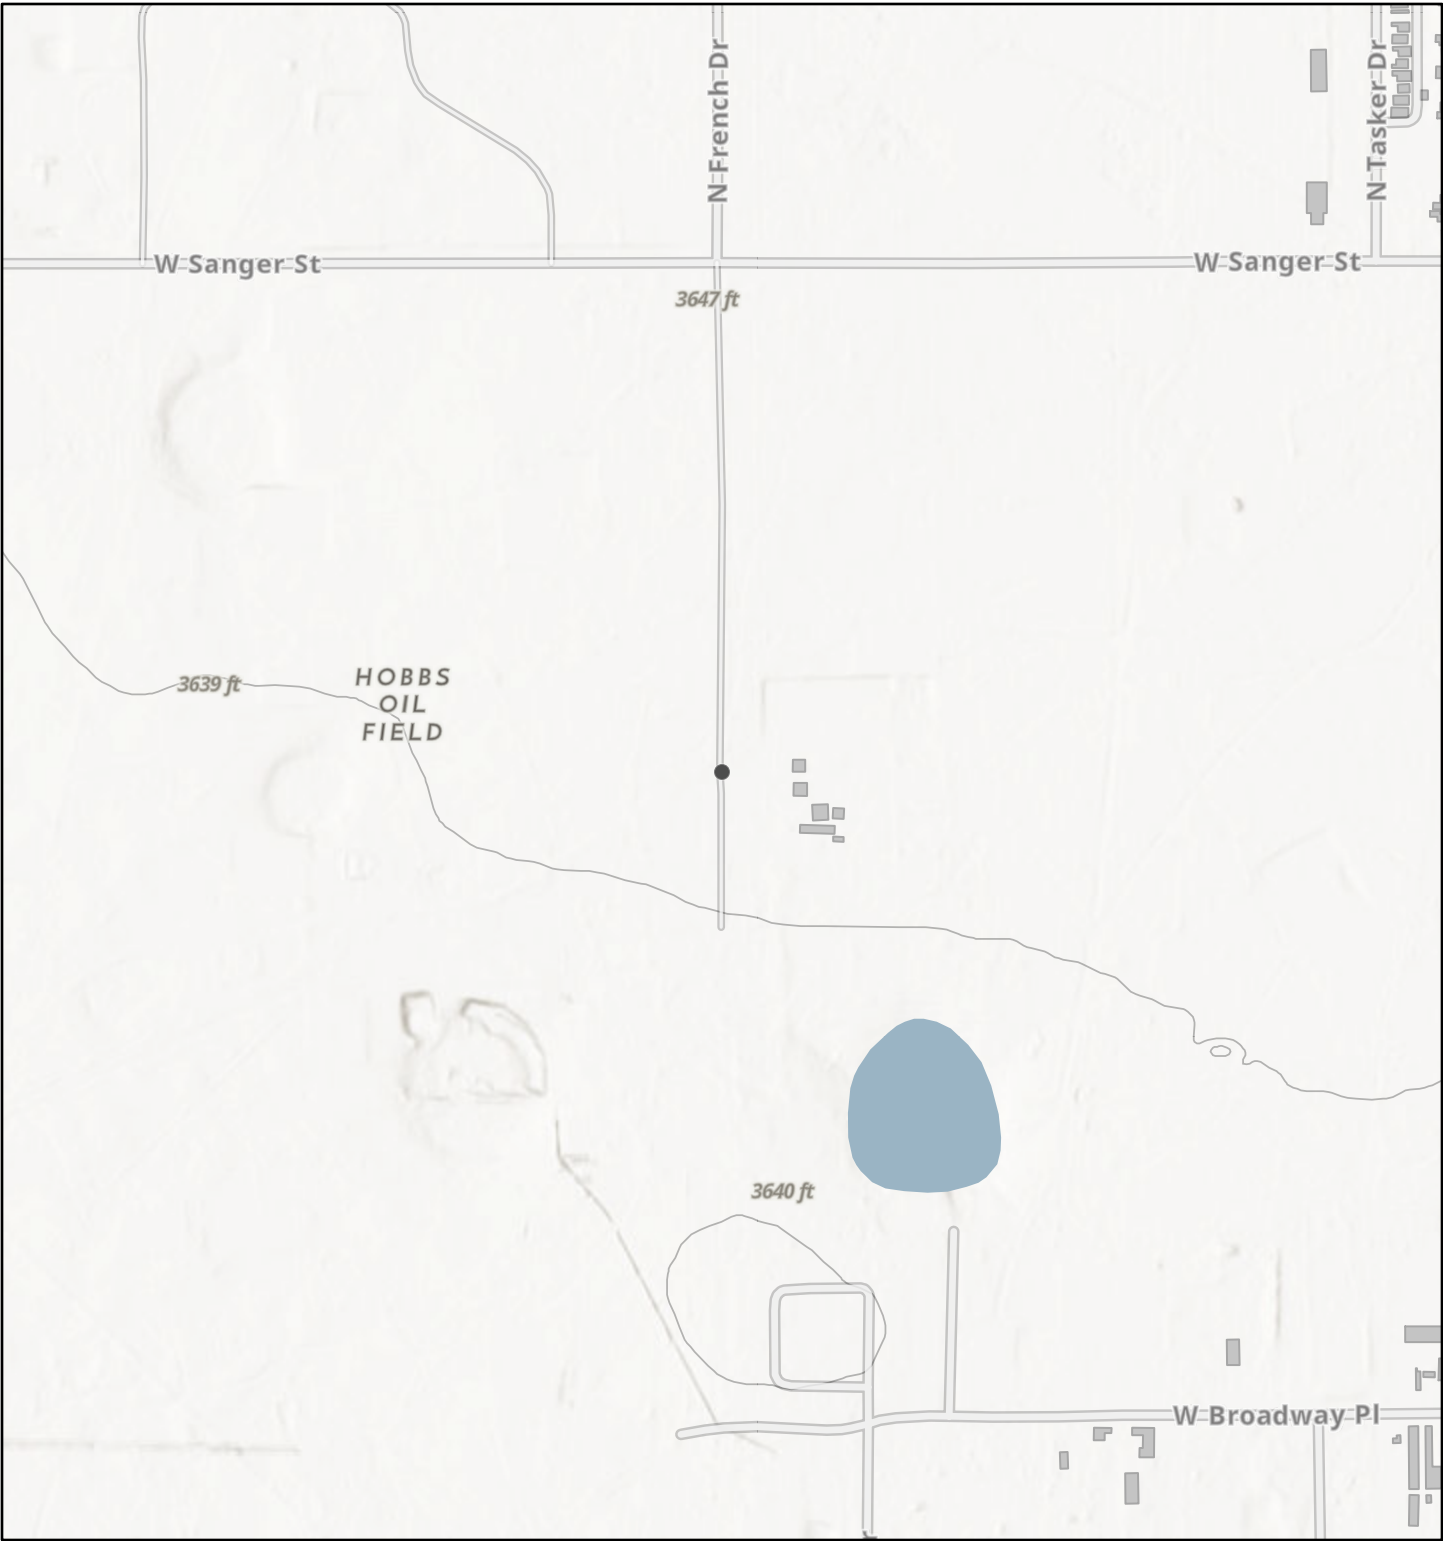 N French Dr
N Tasker Dr
W Sanger St
W Sanger St
3647 ft
3639 ft
HOBBS
OIL
FIELD
3640 ft
W Broadway Pl